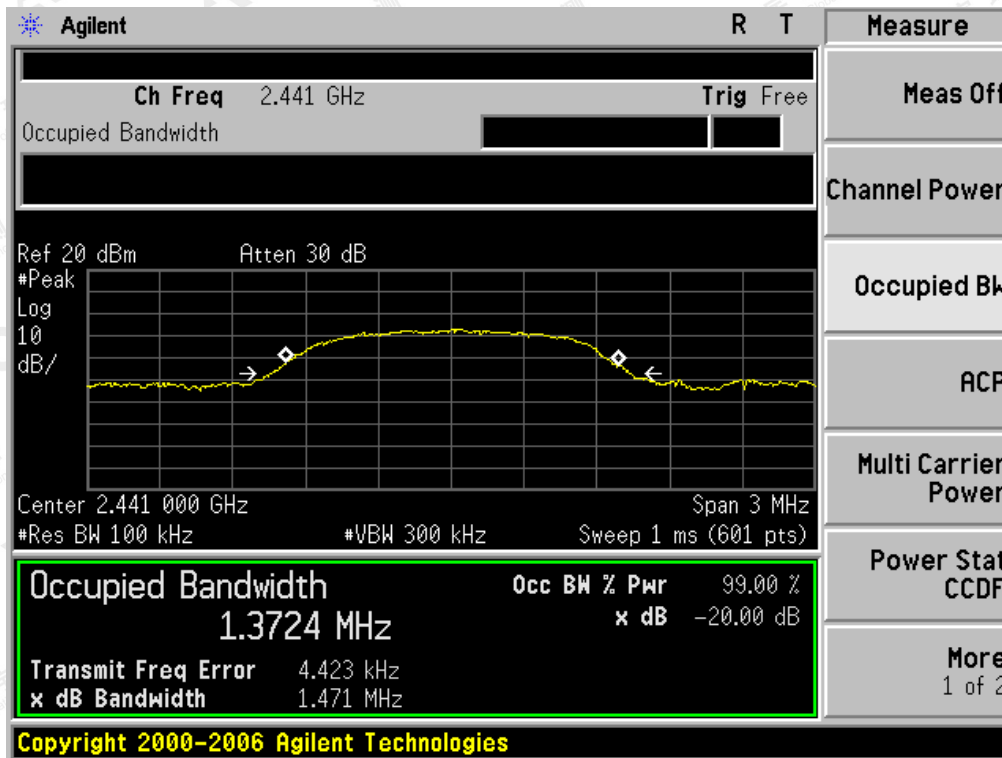 Agilent R T
Ch Freq 2.441 GHz Trig Free
Occupied Bandwidth
Ref 20 dBm Atten 30 dB
#Peak
Log
10
dB/
Center 2.441 000 GHz Span 3 MHz
#Res BW 100 kHz #VBW 300 kHz Sweep 1 ms (601 pts)
Occupied Bandwidth Occ BW % Pwr 99.00 %
1.3724 MHz x dB -20.00 dB
Transmit Freq Error 4.423 kHz
x dB Bandwidth 1.471 MHz
Copyright 2000-2006 Agilent Technologies
Measure
Meas Off
Channel Power
Occupied BW
ACP
Multi Carrier
Power
Power Stat
CCDF
More
1 of 2